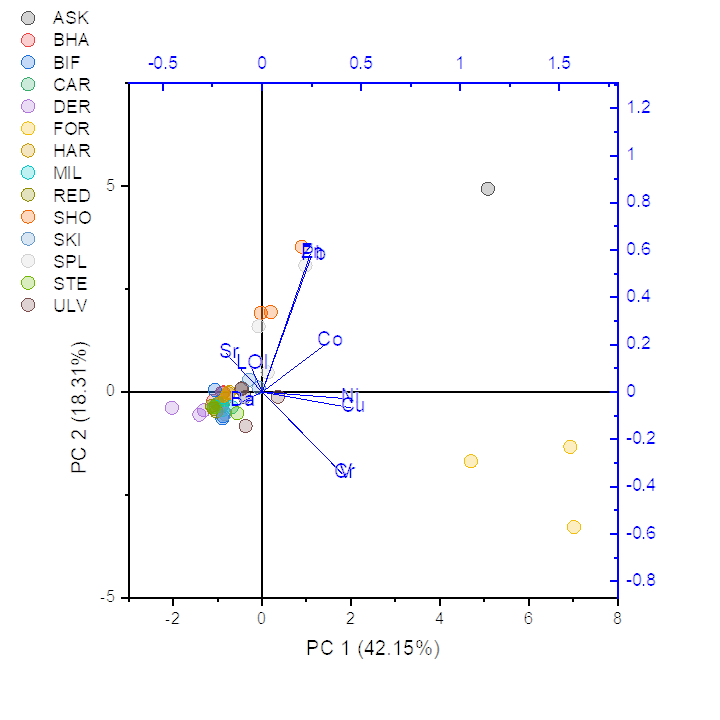 ASK
BHA
BIF
CAR
DER
FOR
HAR
MIL
RED
SHO
SKI
SPL
STE
ULV
-0.5 0 0.5 1 1.5
1.2
1
0.8
0.6
0.4
0.2
0
-0.2
-0.4
-0.6
-0.8
5
0
-5
PC 2 (18.31%)
Co
Sr
LOI
Ba
Ni
Cu
-2 0 2 4 6 8
PC 1 (42.15%)